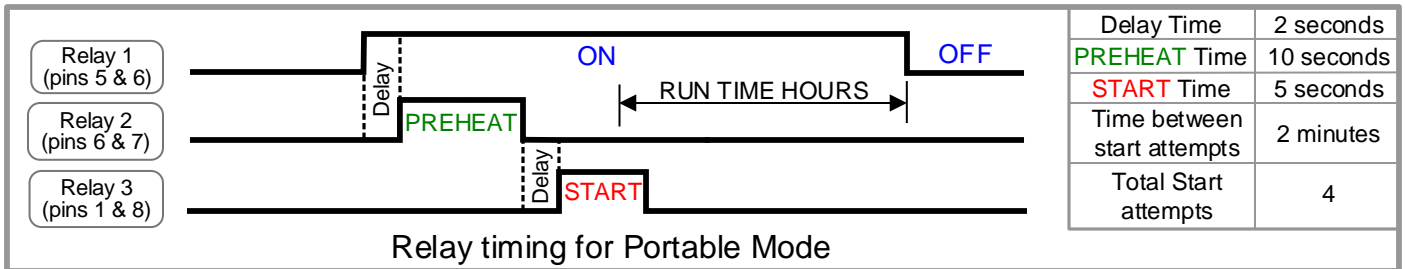 Relay 1
(pins 5 & 6)
Delay
ON
OFF
RUN TIME HOURS
Relay 2
(pins 6 & 7)
PREHEAT
Relay 3
(pins 1 & 8)
Delay
START
Relay timing for Portable Mode
Delay Time 2 seconds
PREHEAT Time 10 seconds
START Time 5 seconds
Time between
start attempts
2 minutes
Total Start
attempts
4